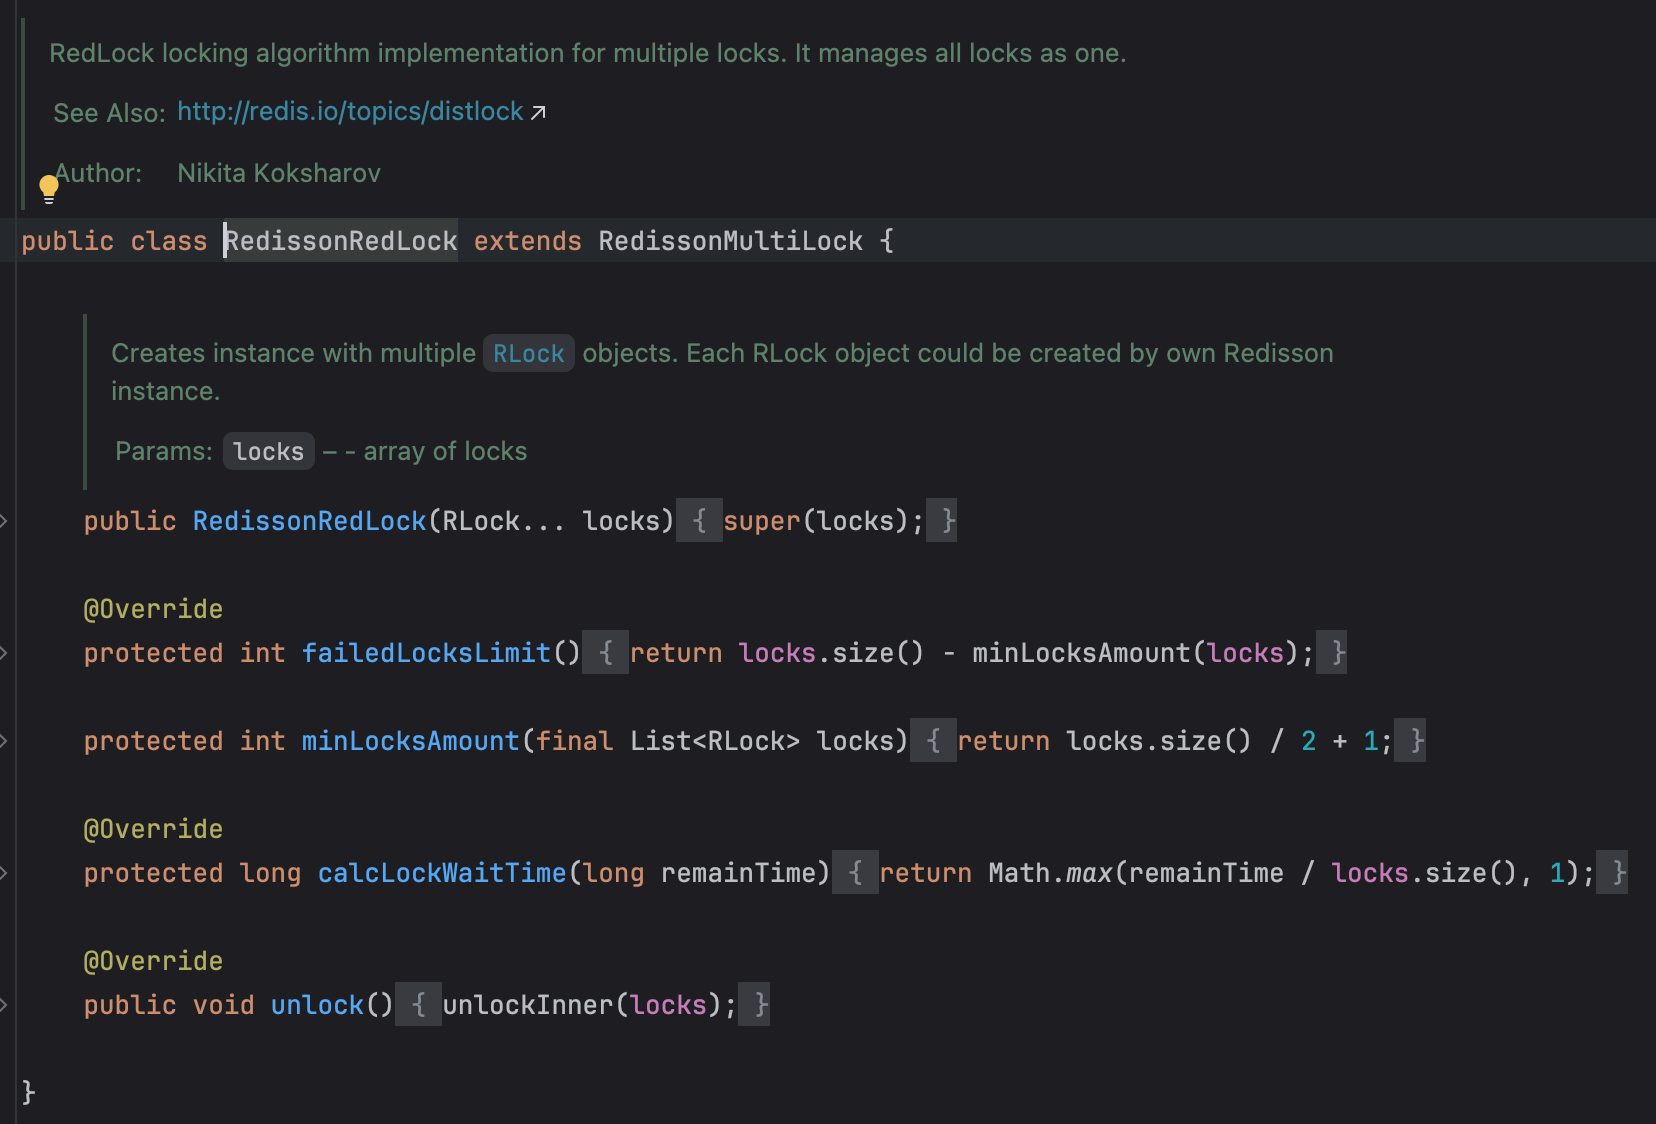 RedLock locking algorithm implementation for multiple locks. It manages all locks as one.
See Also: http://redis.io/topics/distlock↗
Author: Nikita Koksharov
public class RedissonRedLock extends RedissonMultiLock {
Creates instance with multiple RLock objects. Each RLock object could be created by own Redisson
instance.
Params: locks – - array of locks
public RedissonRedLock(RLock... locks) { super(locks); }
@Override
protected int failedLocksLimit() { return locks.size() - minLocksAmount(locks); }
protected int minLocksAmount(final List<RLock> locks) { return locks.size() / 2 + 1; }
@Override
protected long calcLockWaitTime(long remainTime) { return Math.max(remainTime / locks.size(), 1); }
@Override
public void unlock() { unlockInner(locks); }
}